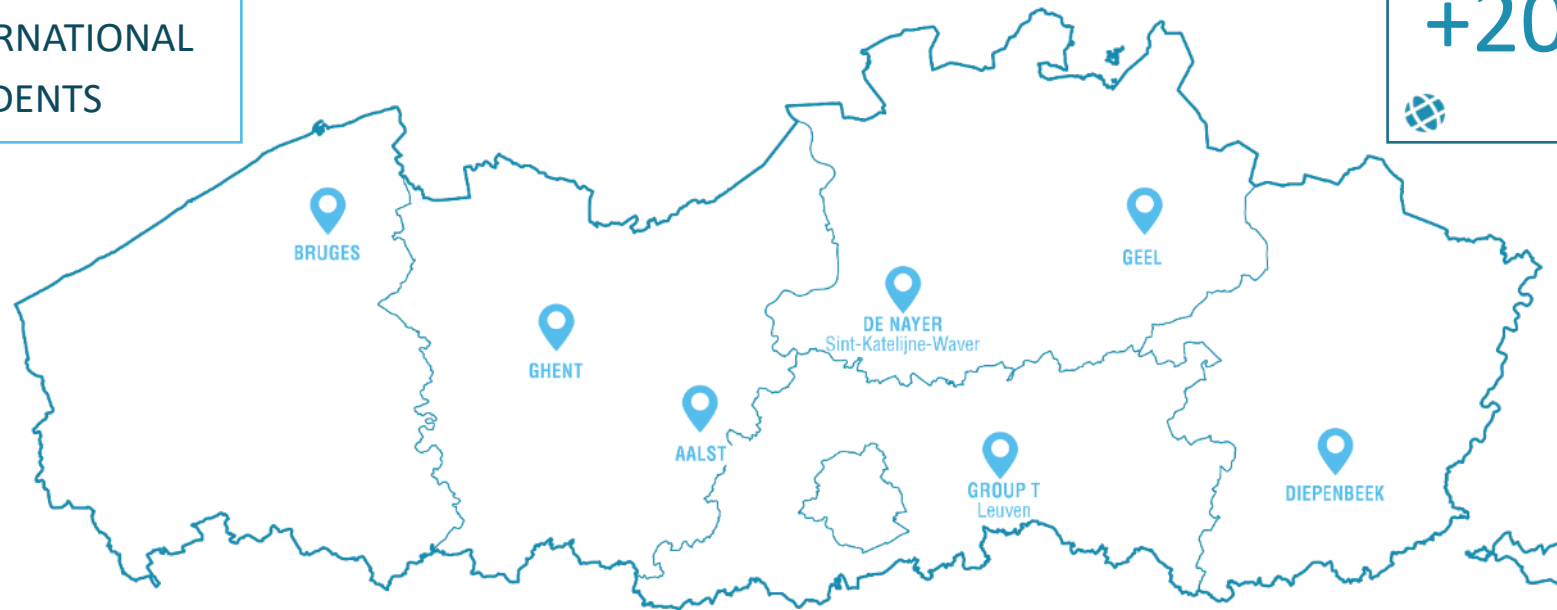 RNATIONAL
DENTS
+20
BRUGES
GEEL
DE NAYER
Sint-Katelijne-Waver
GHENT
AALST
GROUP T
Leuven
DIEPENBEEK